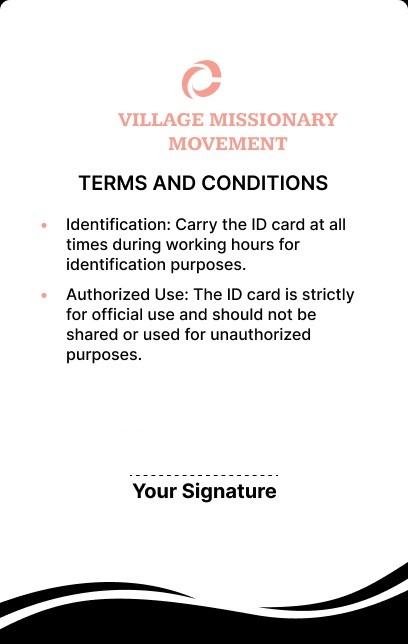 VILLAGE MISSIONARY
MOVEMENT
TERMS AND CONDITIONS
• Identification: Carry the ID card at all
times during working hours for
identification purposes.
• Authorized Use: The ID card is strictly
for official use and should not be
shared or used for unauthorized
purposes.
Your Signature